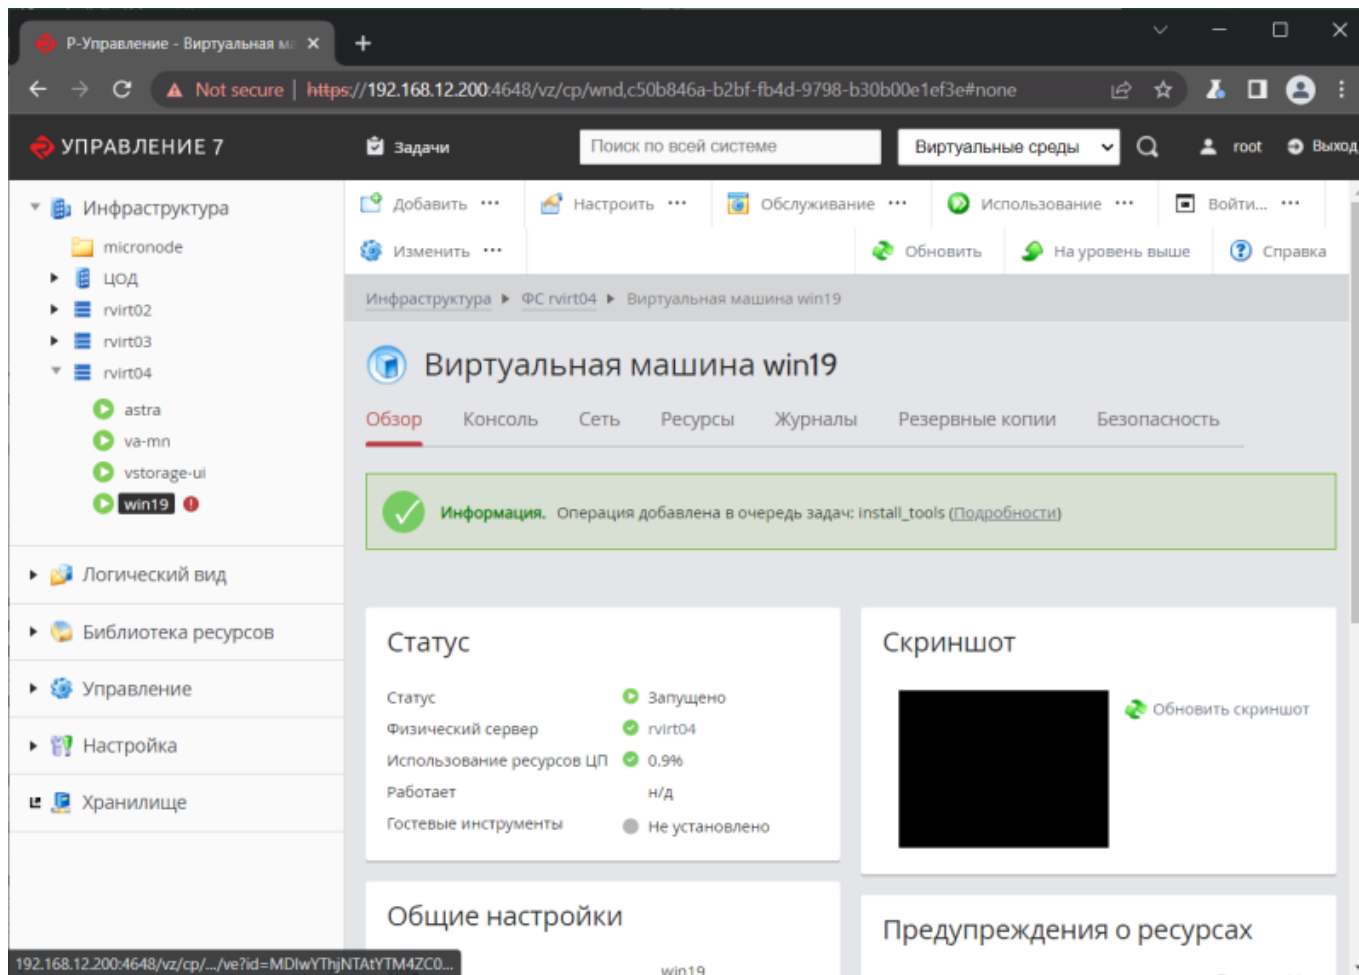 Р-Управление - Виртуальная ма
Not secure | https://192.168.12.200:4648/vz/cp/wnd,c50b846a-b2bf-fb4d-9798-b30b00e1ef3e#none
УПРАВЛЕНИЕ 7
Задачи
Поиск по всей системе
Виртуальные среды
root
Выход
Инфраструктура
micronode
ЦОД
rvirt02
rvirt03
rvirt04
astra
va-mn
vstorage-ui
win19
Логический вид
Библиотека ресурсов
Управление
Настройка
Хранилище
Добавить ••• Настроить ••• Обслуживание ••• Использование ••• Войти... •••
Изменить ••• Обновить На уровень выше Справка
Инфраструктура ФС rvirt04 Виртуальная машина win19
Виртуальная машина win19
Обзор Консоль Сеть Ресурсы Журналы Резервные копии Безопасность
Информация. Операция добавлена в очередь задач: install_tools (Подробности)
Статус
Статус Запущено
Физический сервер rvirt04
Использование ресурсов ЦП 0.9%
Работает н/д
Гостевые инструменты Не установлено
Скриншот
Обновить скриншот
Общие настройки
win19
Предупреждения о ресурсах
192.168.12.200:4648/vz/cp/.../ve?id=MDIwYThjNTAtYTM4ZC0...